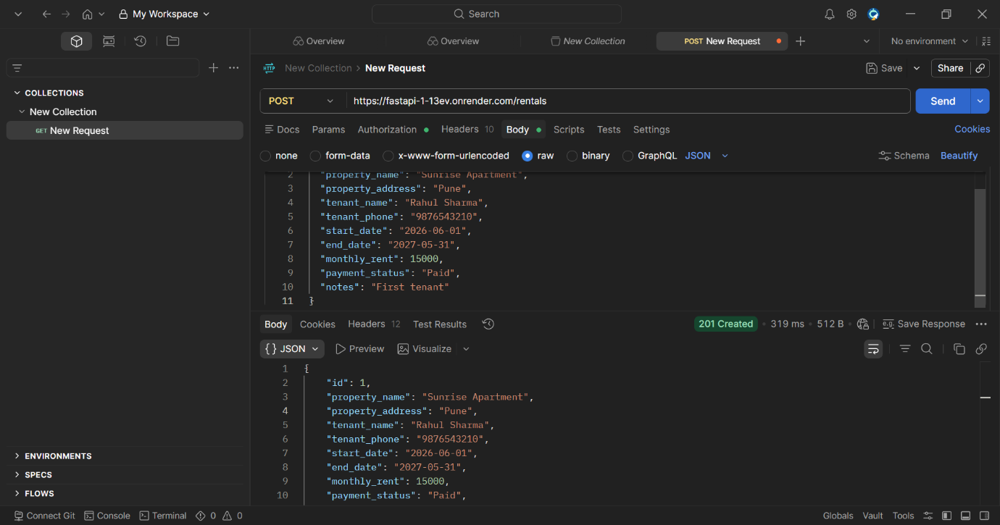 My Workspace
Search
Overview
Overview
New Collection
POST New Request
No environment
HTTP New Collection > New Request
Save
Share
COLLECTIONS
New Collection
GET New Request
POST
https://fastapi-1-13ev.onrender.com/rentals
Send
Docs
Params
Authorization
Headers 10
Body
Scripts
Tests
Settings
Cookies
none
form-data
x-www-form-urlencoded
raw
binary
GraphQL
JSON
Schema
Beautify
2 "property_name": "Sunrise Apartment",
3 "property_address": "Pune",
4 "tenant_name": "Rahul Sharma",
5 "tenant_phone": "9876543210",
6 "start_date": "2026-06-01",
7 "end_date": "2027-05-31",
8 "monthly_rent": 15000,
9 "payment_status": "Paid",
10 "notes": "First tenant"
11 }
Body
Cookies
Headers 12
Test Results
201 Created • 319 ms • 512 B
e.g. Save Response
{} JSON
Preview
Visualize
1 {
2 "id": 1,
3 "property_name": "Sunrise Apartment",
4 "property_address": "Pune",
5 "tenant_name": "Rahul Sharma",
6 "tenant_phone": "9876543210",
7 "start_date": "2026-06-01",
8 "end_date": "2027-05-31",
9 "monthly_rent": 15000,
10 "payment_status": "Paid",
ENVIRONMENTS
SPECS
FLOWS
Connect Git
Console
Terminal
0
0
Globals
Vault
Tools